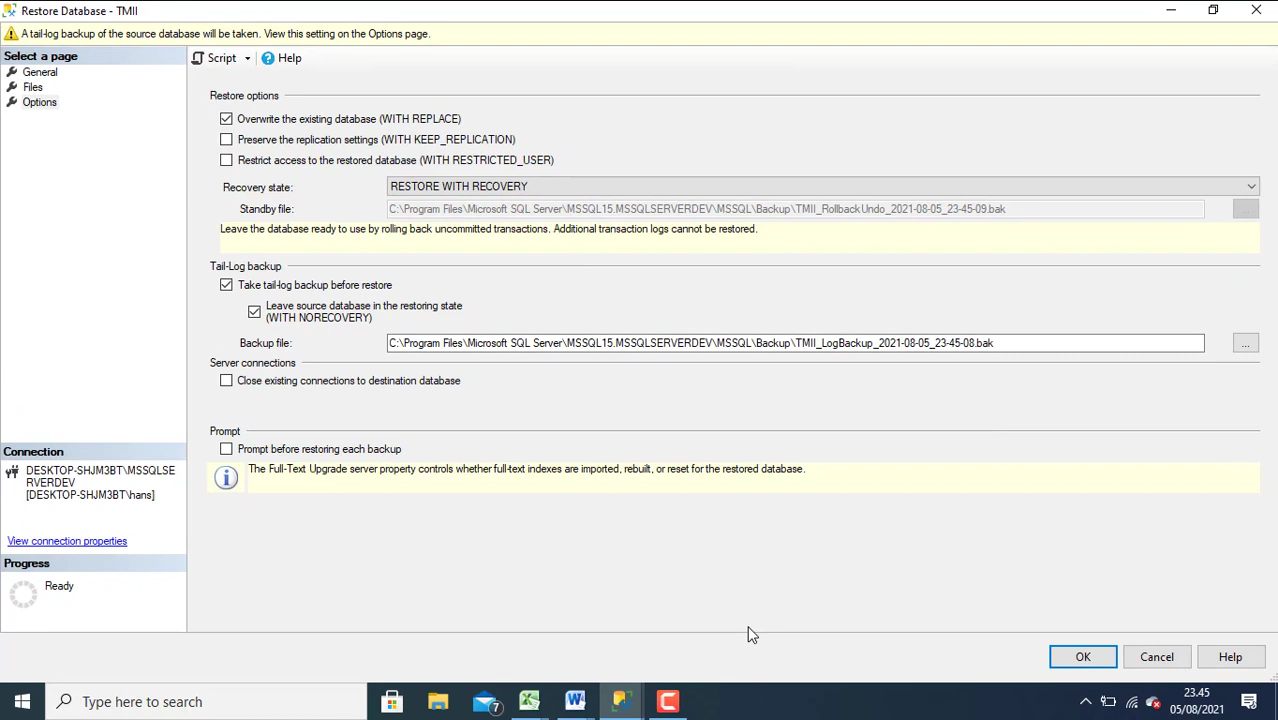 Restore Database - TMII
A tail-log backup of the source database will be taken. View this setting on the Options page.
Select a page
General
Files
Options
Script
Help
Restore options
Overwrite the existing database (WITH REPLACE)
Preserve the replication settings (WITH KEEP_REPLICATION)
Restrict access to the restored database (WITH RESTRICTED_USER)
Recovery state:
RESTORE WITH RECOVERY
Standby file:
C:\Program Files\Microsoft SQL Server\MSSQL15.MSSQLSERVERDEV\MSSQL\Backup\TMII_RollbackUndo_2021-08-05_23-45-09.bak
Leave the database ready to use by rolling back uncommitted transactions. Additional transaction logs cannot be restored.
Tail-Log backup
Take tail-log backup before restore
Leave source database in the restoring state
(WITH NORECOVERY)
Backup file:
C:\Program Files\Microsoft SQL Server\MSSQL15.MSSQLSERVERDEV\MSSQL\Backup\TMII_LogBackup_2021-08-05_23-45-08.bak
...
Server connections
Close existing connections to destination database
Prompt
Prompt before restoring each backup
The Full-Text Upgrade server property controls whether full-text indexes are imported, rebuilt, or reset for the restored database.
Connection
DESKTOP-SHJM3BT\MSSQLSE
RVERDEV
[DESKTOP-SHJM3BT\hans]
View connection properties
Progress
Ready
OK
Cancel
Help
Type here to search
7
23.45
05/08/2021